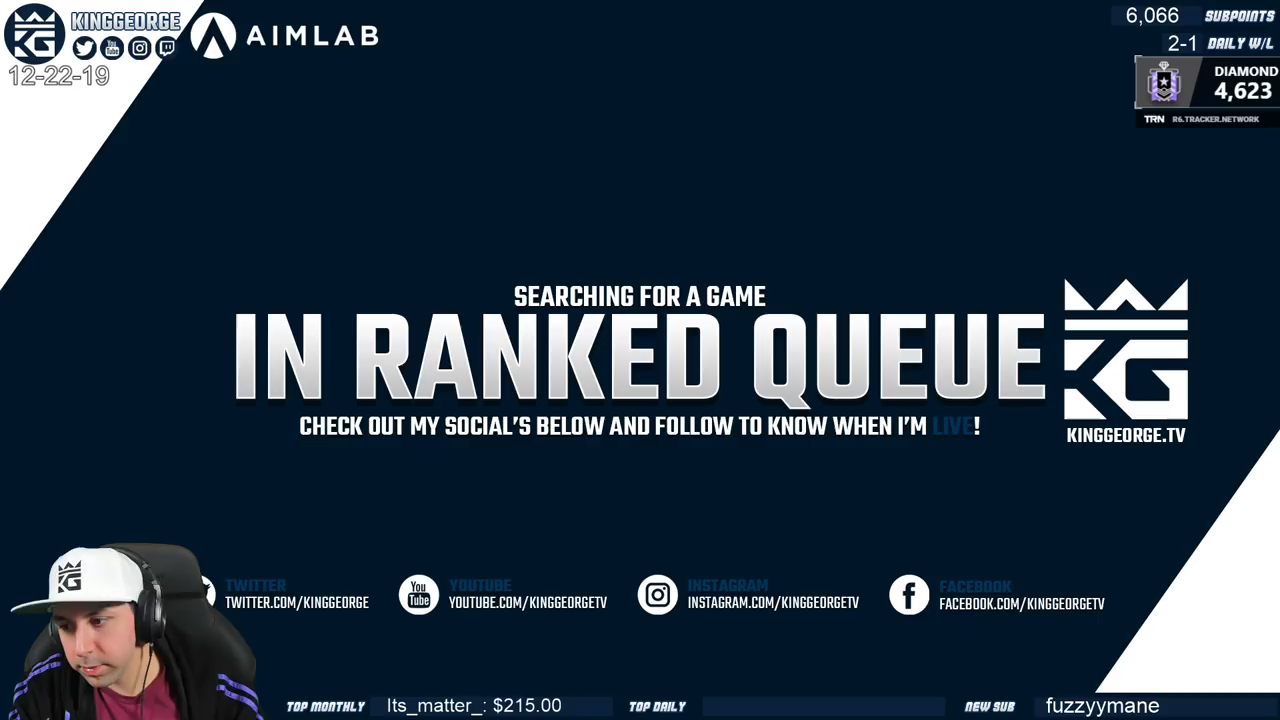 KINGGEORGE
AIMLAB
12-22-19
6,066 SUBPOINTS
2-1 DAILY W/L
DIAMOND
4,623
TRN R6.TRACKER.NETWORK
SEARCHING FOR A GAME
IN RANKED QUEUE
CHECK OUT MY SOCIAL'S BELOW AND FOLLOW TO KNOW WHEN I'M LIVE!
KG
KINGGEORGE.TV
TWITTER
TWITTER.COM/KINGGEORGE
You Tube
YOUTUBE
YOUTUBE.COM/KINGGEORGETV
INSTAGRAM
INSTAGRAM.COM/KINGGEORGETV
FACEBOOK
FACEBOOK.COM/KINGGEORGETV
TOP MONTHLY Its_matter_: $215.00 TOP DAILY NEW SUB fuzzyymane